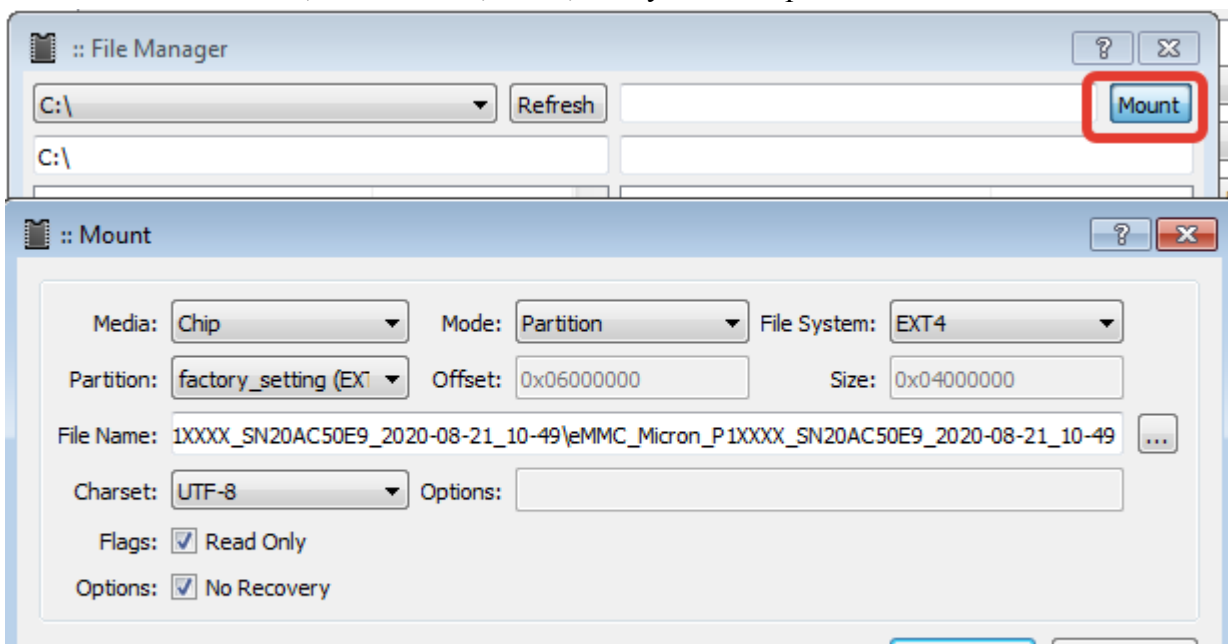 :: File Manager
C:\ Refresh Mount
C:\
:: Mount
Media: Chip Mode: Partition File System: EXT4
Partition: factory_setting (EX Offset: 0x06000000 Size: 0x04000000
File Name: 1XXXX_SN20AC50E9_2020-08-21_10-49\eMMC_Micron_P1XXXX_SN20AC50E9_2020-08-21_10-49 ...
Charset: UTF-8 Options:
Flags: Read Only
Options: No Recovery